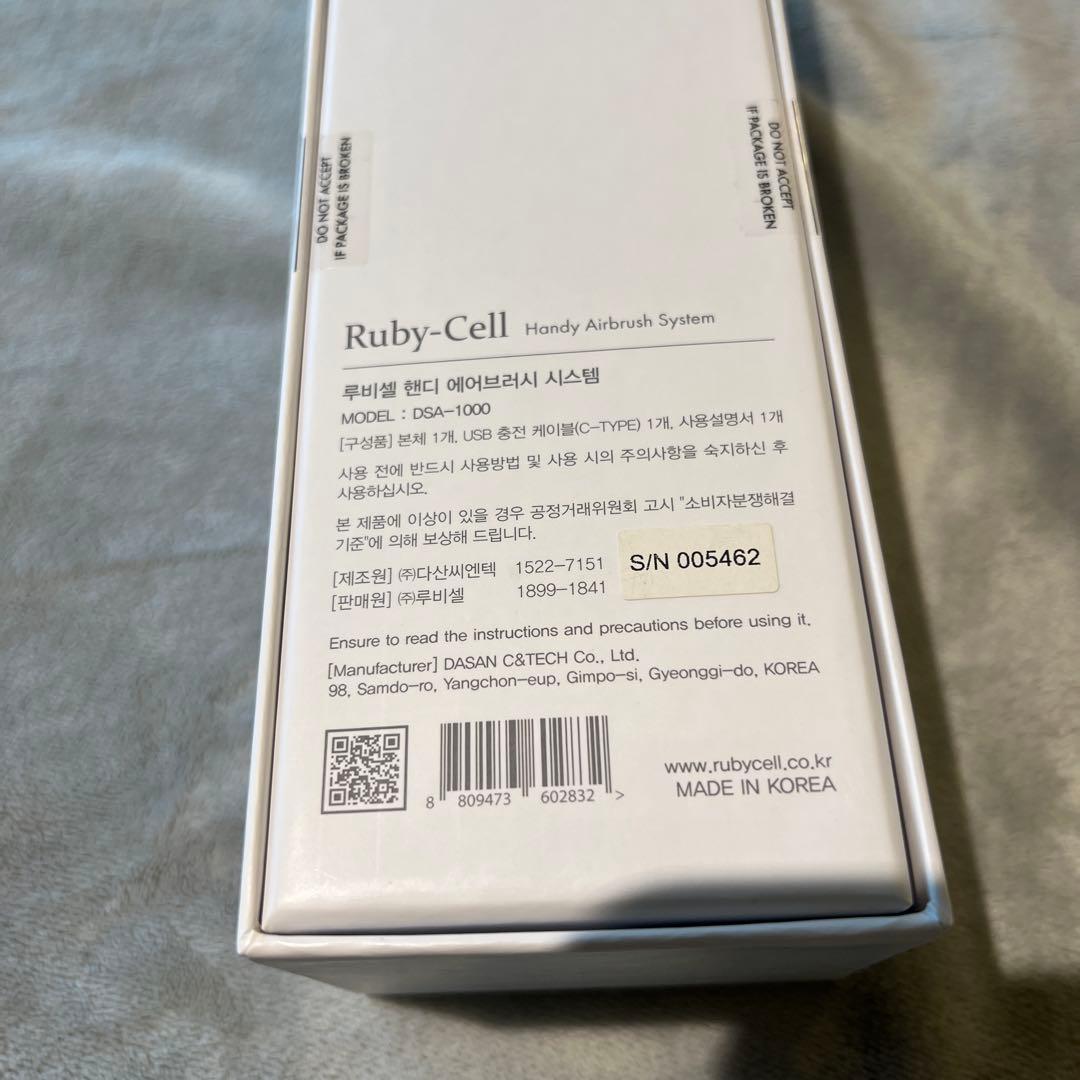 DO NOT ACCEPT
IF PACKAGE IS BROKEN
DO NOT ACCEPT
IF PACKAGE IS BROKEN
Ruby-Cell Handy Airbrush System
루비셀 핸디 에어브러시 시스템
MODEL : DSA-1000
[구성품] 본체 1개, USB 충전 케이블(C-TYPE) 1개, 사용설명서 1개
사용 전에 반드시 사용방법 및 사용 시의 주의사항을 숙지하신 후
사용하십시오.
본 제품에 이상이 있을 경우 공정거래위원회 고시 "소비자분쟁해결
기준"에 의해 보상해 드립니다.
[제조원] ㈜다산씨엔텍 1522-7151
[판매원] ㈜루비셀 1899-1841
S/N 005462
Ensure to read the instructions and precautions before using it.
[Manufacturer] DASAN C&TECH Co., Ltd.
98, Samdo-ro, Yangchon-eup, Gimpo-si, Gyeonggi-do, KOREA
8 809473 602832 >
www.rubycell.co.kr
MADE IN KOREA